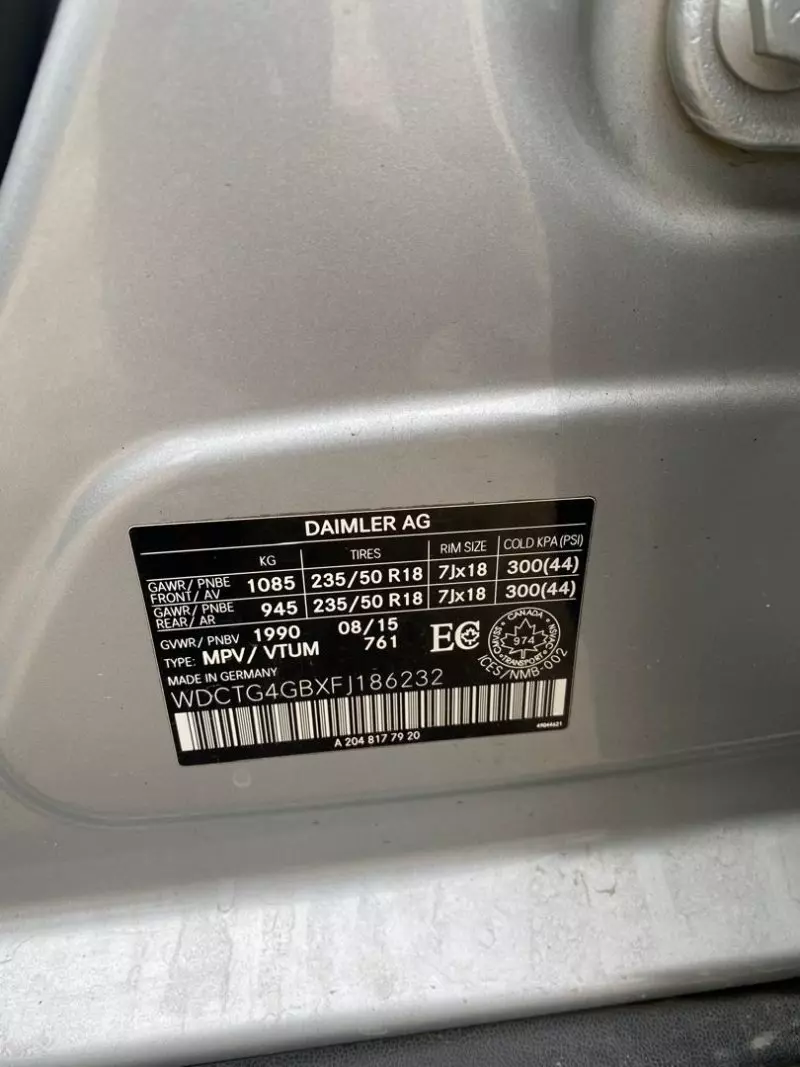 DAIMLER AG
KG TIRES RIM SIZE COLD KPA (PSI)
GAWR/ PNBE FRONT/ AV 1085 235/50 R18 7Jx18 300(44)
GAWR/ PNBE REAR/ AR 945 235/50 R18 7Jx18 300(44)
GVWR/ PNBV 1990 08/15
TYPE: MPV/ VTUM 761 EC
CANADA
974
TRANSPORT
ICES/NMB-002
MADE IN GERMANY
WDCTG4GBXFJ186232
A 204 817 79 20